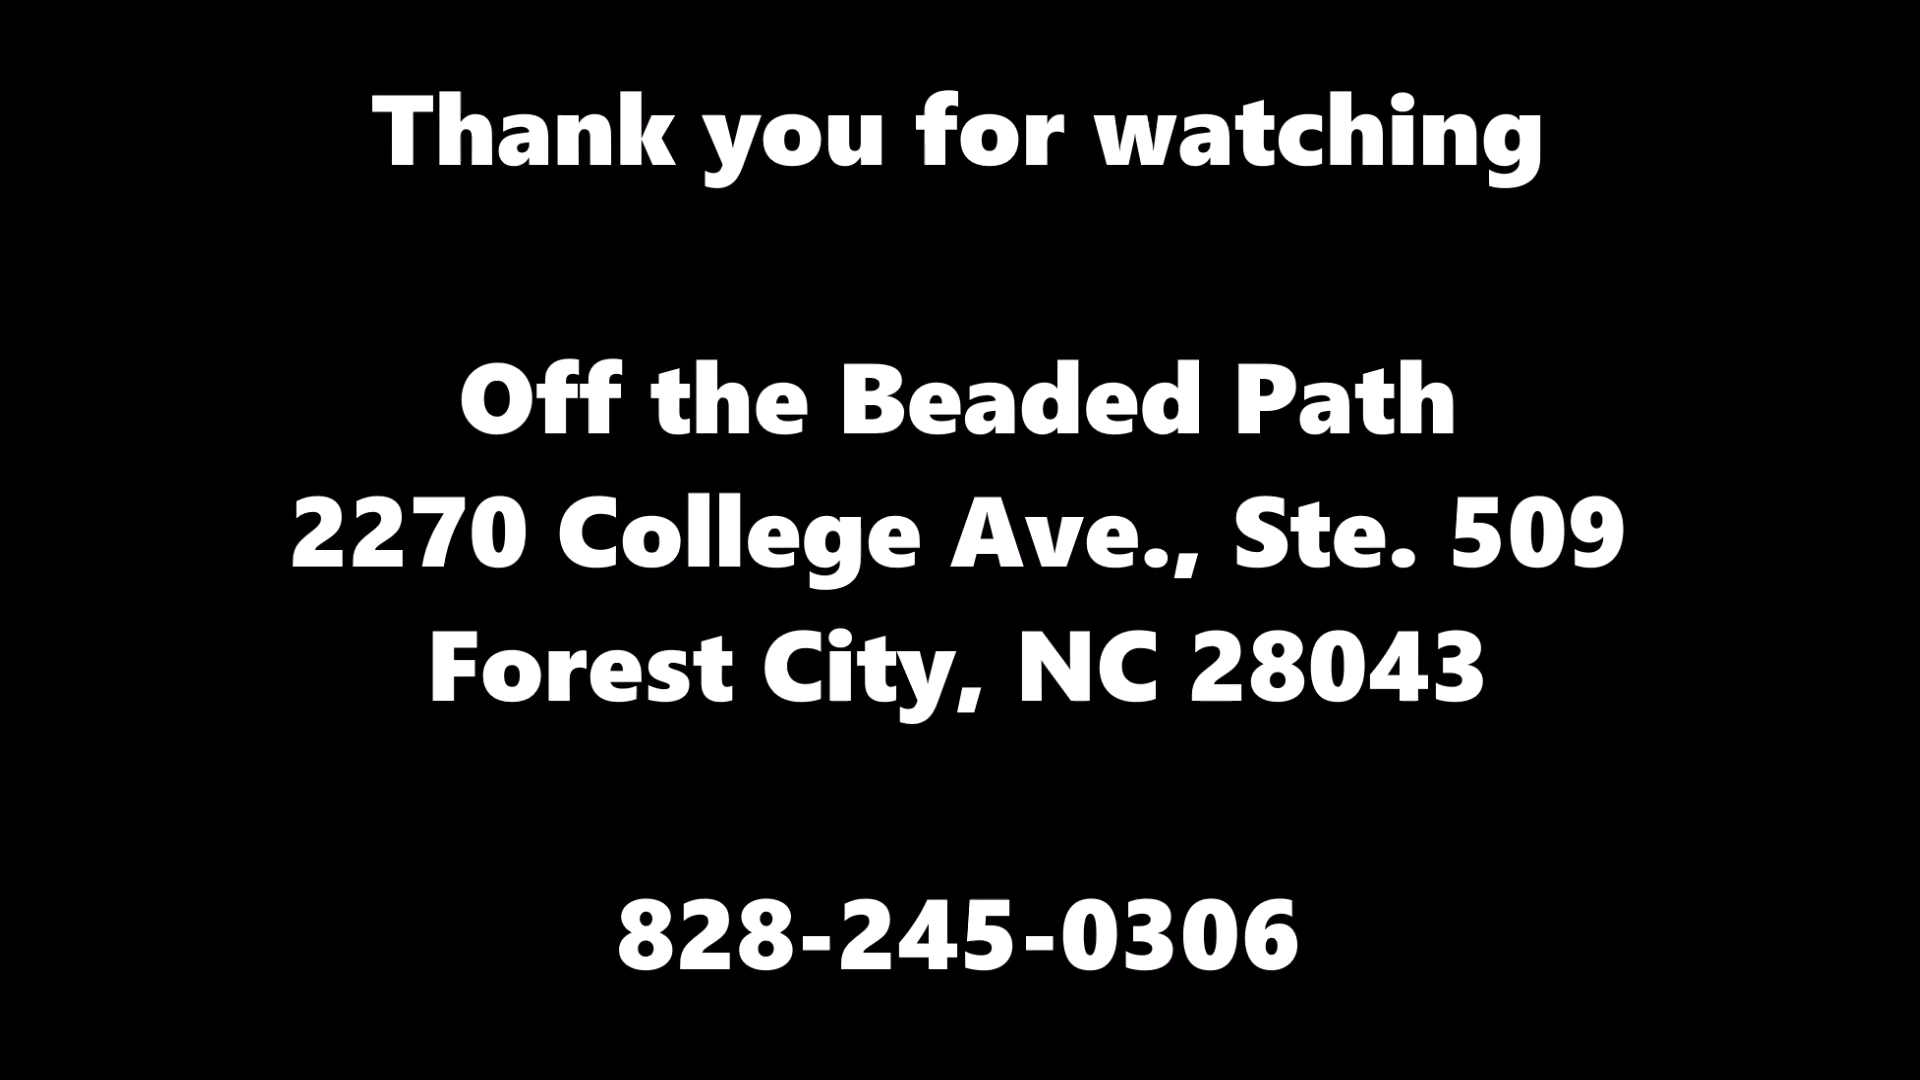 Thank you for watching
Off the Beaded Path
2270 College Ave., Ste. 509
Forest City, NC 28043
828-245-0306